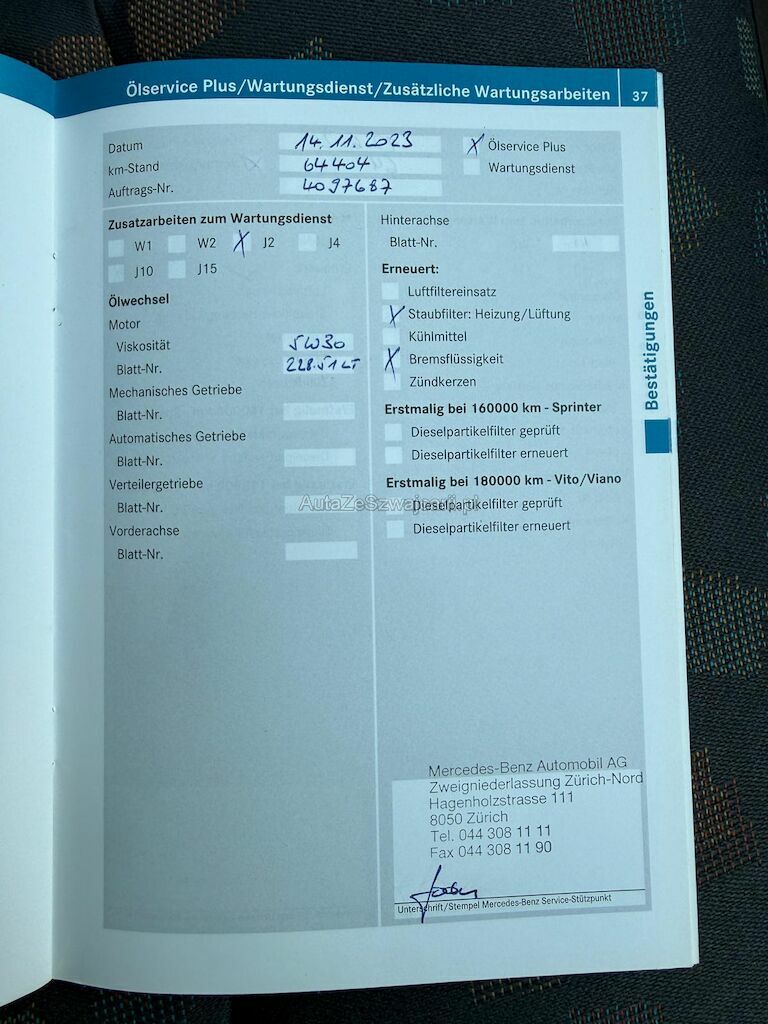 Ölservice Plus/Wartungsdienst/Zusätzliche Wartungsarbeiten 37
Datum 14.11.2023
km-Stand 64404
Auftrags-Nr. 4097687
X Ölservice Plus
Wartungsdienst
Zusatzarbeiten zum Wartungsdienst
W1 W2 X J2 J4
J10 J15
Ölwechsel
Motor
Viskosität 5W30
Blatt-Nr. 228.51 LT
Mechanisches Getriebe
Blatt-Nr.
Automatisches Getriebe
Blatt-Nr.
Verteilergetriebe
Blatt-Nr.
Vorderachse
Blatt-Nr.
Hinterachse
Blatt-Nr.
Erneuert:
Luftfiltereinsatz
X Staubfilter: Heizung/Lüftung
Kühlmittel
X Bremsflüssigkeit
Zündkerzen
Erstmalig bei 160000 km - Sprinter
Dieselpartikelfilter geprüft
Dieselpartikelfilter erneuert
Erstmalig bei 180000 km - Vito/Viano
Dieselpartikelfilter geprüft
Dieselpartikelfilter erneuert
AutaZeSzwajcarii.pl
Bestätigungen
Mercedes-Benz Automobil AG
Zweigniederlassung Zürich-Nord
Hagenholzstrasse 111
8050 Zürich
Tel. 044 308 11 11
Fax 044 308 11 90
Unterschrift/Stempel Mercedes-Benz Service-Stützpunkt